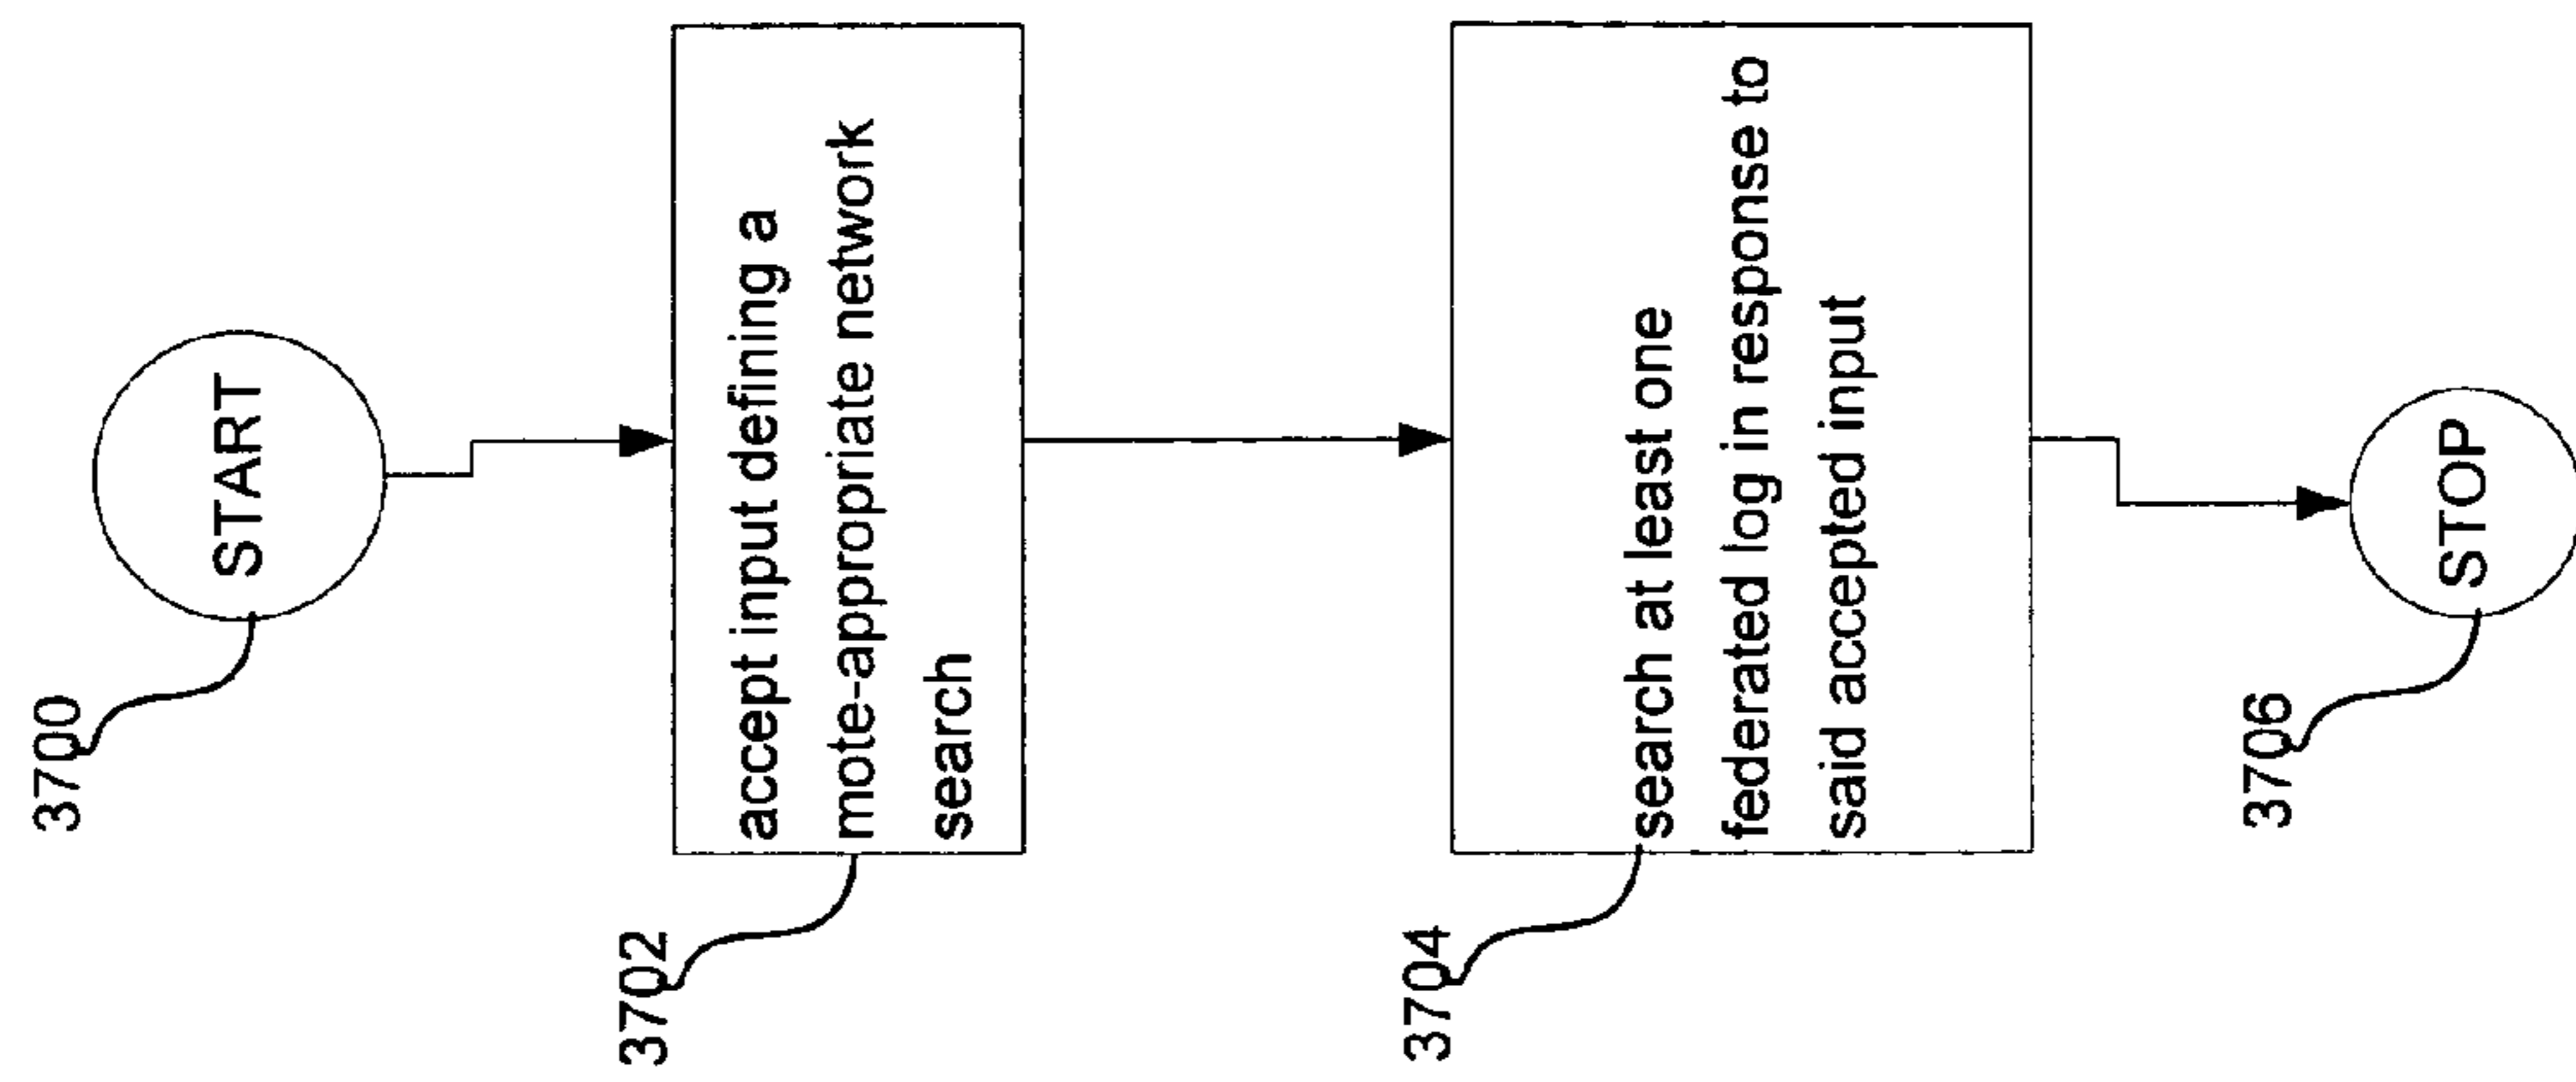 3700
START
3702
accept input defining a
mote-appropriate network
search
3704
search at least one
federated log in response to
said accepted input
3706
STOP